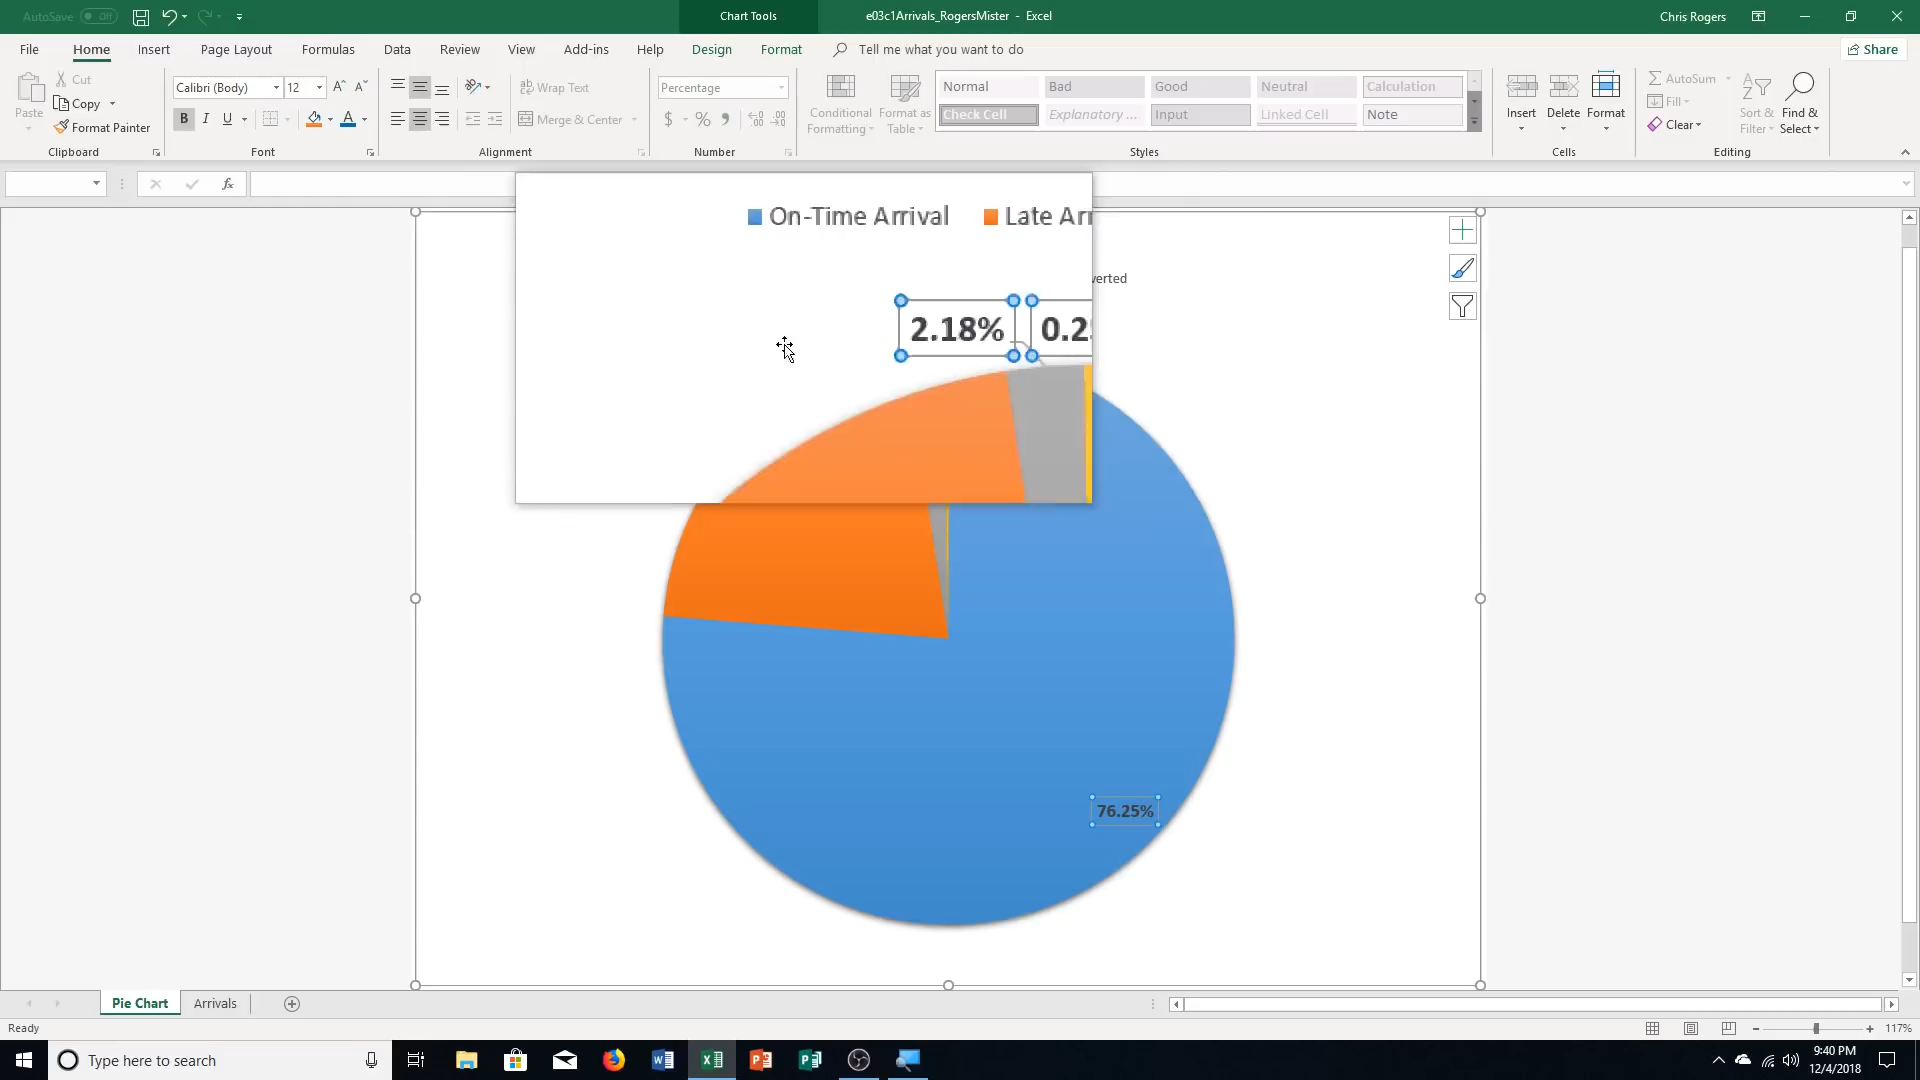 AutoSave Off
Chart Tools
e03c1Arrivals_RogersMister - Excel
Chris Rogers
File Home Insert Page Layout Formulas Data Review View Add-ins Help Design Format Tell me what you want to do Share
Paste
Cut
Copy
Format Painter
Clipboard
Calibri (Body) 12
B I U
Font
Wrap Text
Merge & Center
Alignment
Percentage
$ % ,
Number
Conditional Formatting
Format as Table
Normal Bad Good Neutral Calculation
Check Cell Explanatory ... Input Linked Cell Note
Styles
Insert Delete Format
Cells
AutoSum
Fill
Clear
Sort & Filter
Find & Select
Editing
fx
On-Time Arrival Late Arr
verted
2.18% 0.2
76.25%
Pie Chart Arrivals
Ready
117%
Type here to search
9:40 PM
12/4/2018